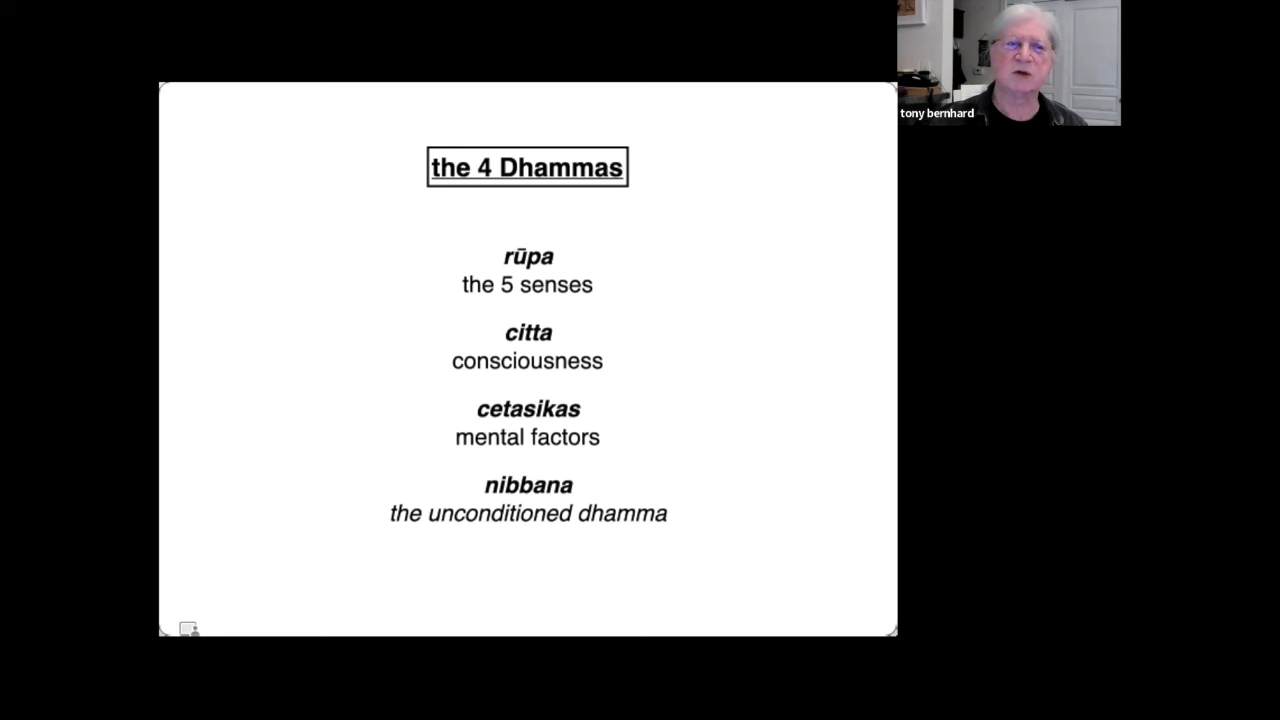 the 4 Dhammas
rūpa
the 5 senses
citta
consciousness
cetasikas
mental factors
nibbana
the unconditioned dhamma
tony bernhard